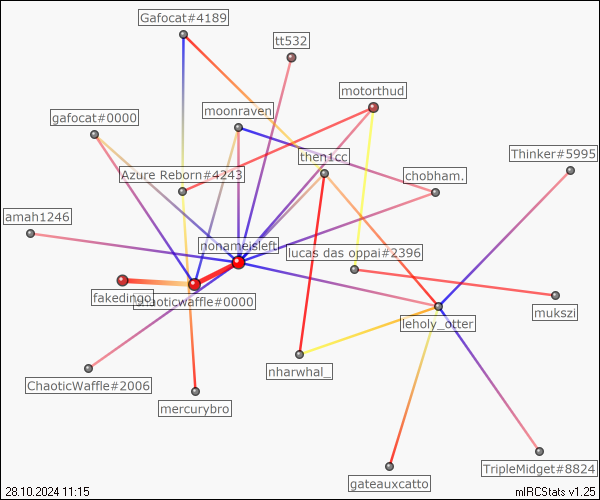 Gafocat#4189
tt532
motorthud
moonraven
gafocat#0000
then1cc
Thinker#5995
Azure Reborn#4243
chobham.
amah1246
nonameisleft
lucas das oppai#2396
fakedingo
chaoticwaffle#0000
mukszi
leholy_otter
nharwhal_
ChaoticWaffle#2006
mercurybro
TripleMidget#8824
gateauxcatto
28.10.2024 11:15
mIRCStats v1.25